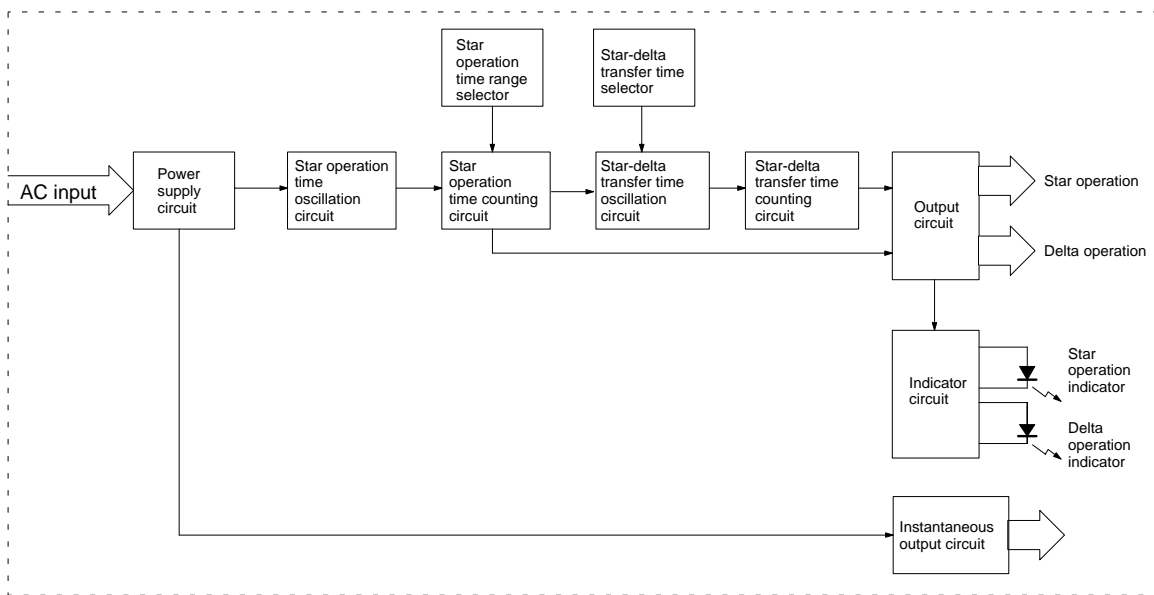 Star
operation
time range
selector
Star-delta
transfer time
selector
AC input
Power
supply
circuit
Star operation
time
oscillation
circuit
Star
operation
time counting
circuit
Star-delta
transfer time
oscillation circuit
Star-delta
transfer time
counting
circuit
Output
circuit
Star operation
Delta operation
Indicator
circuit
Star
operation
indicator
Delta
operation
indicator
Instantaneous
output circuit